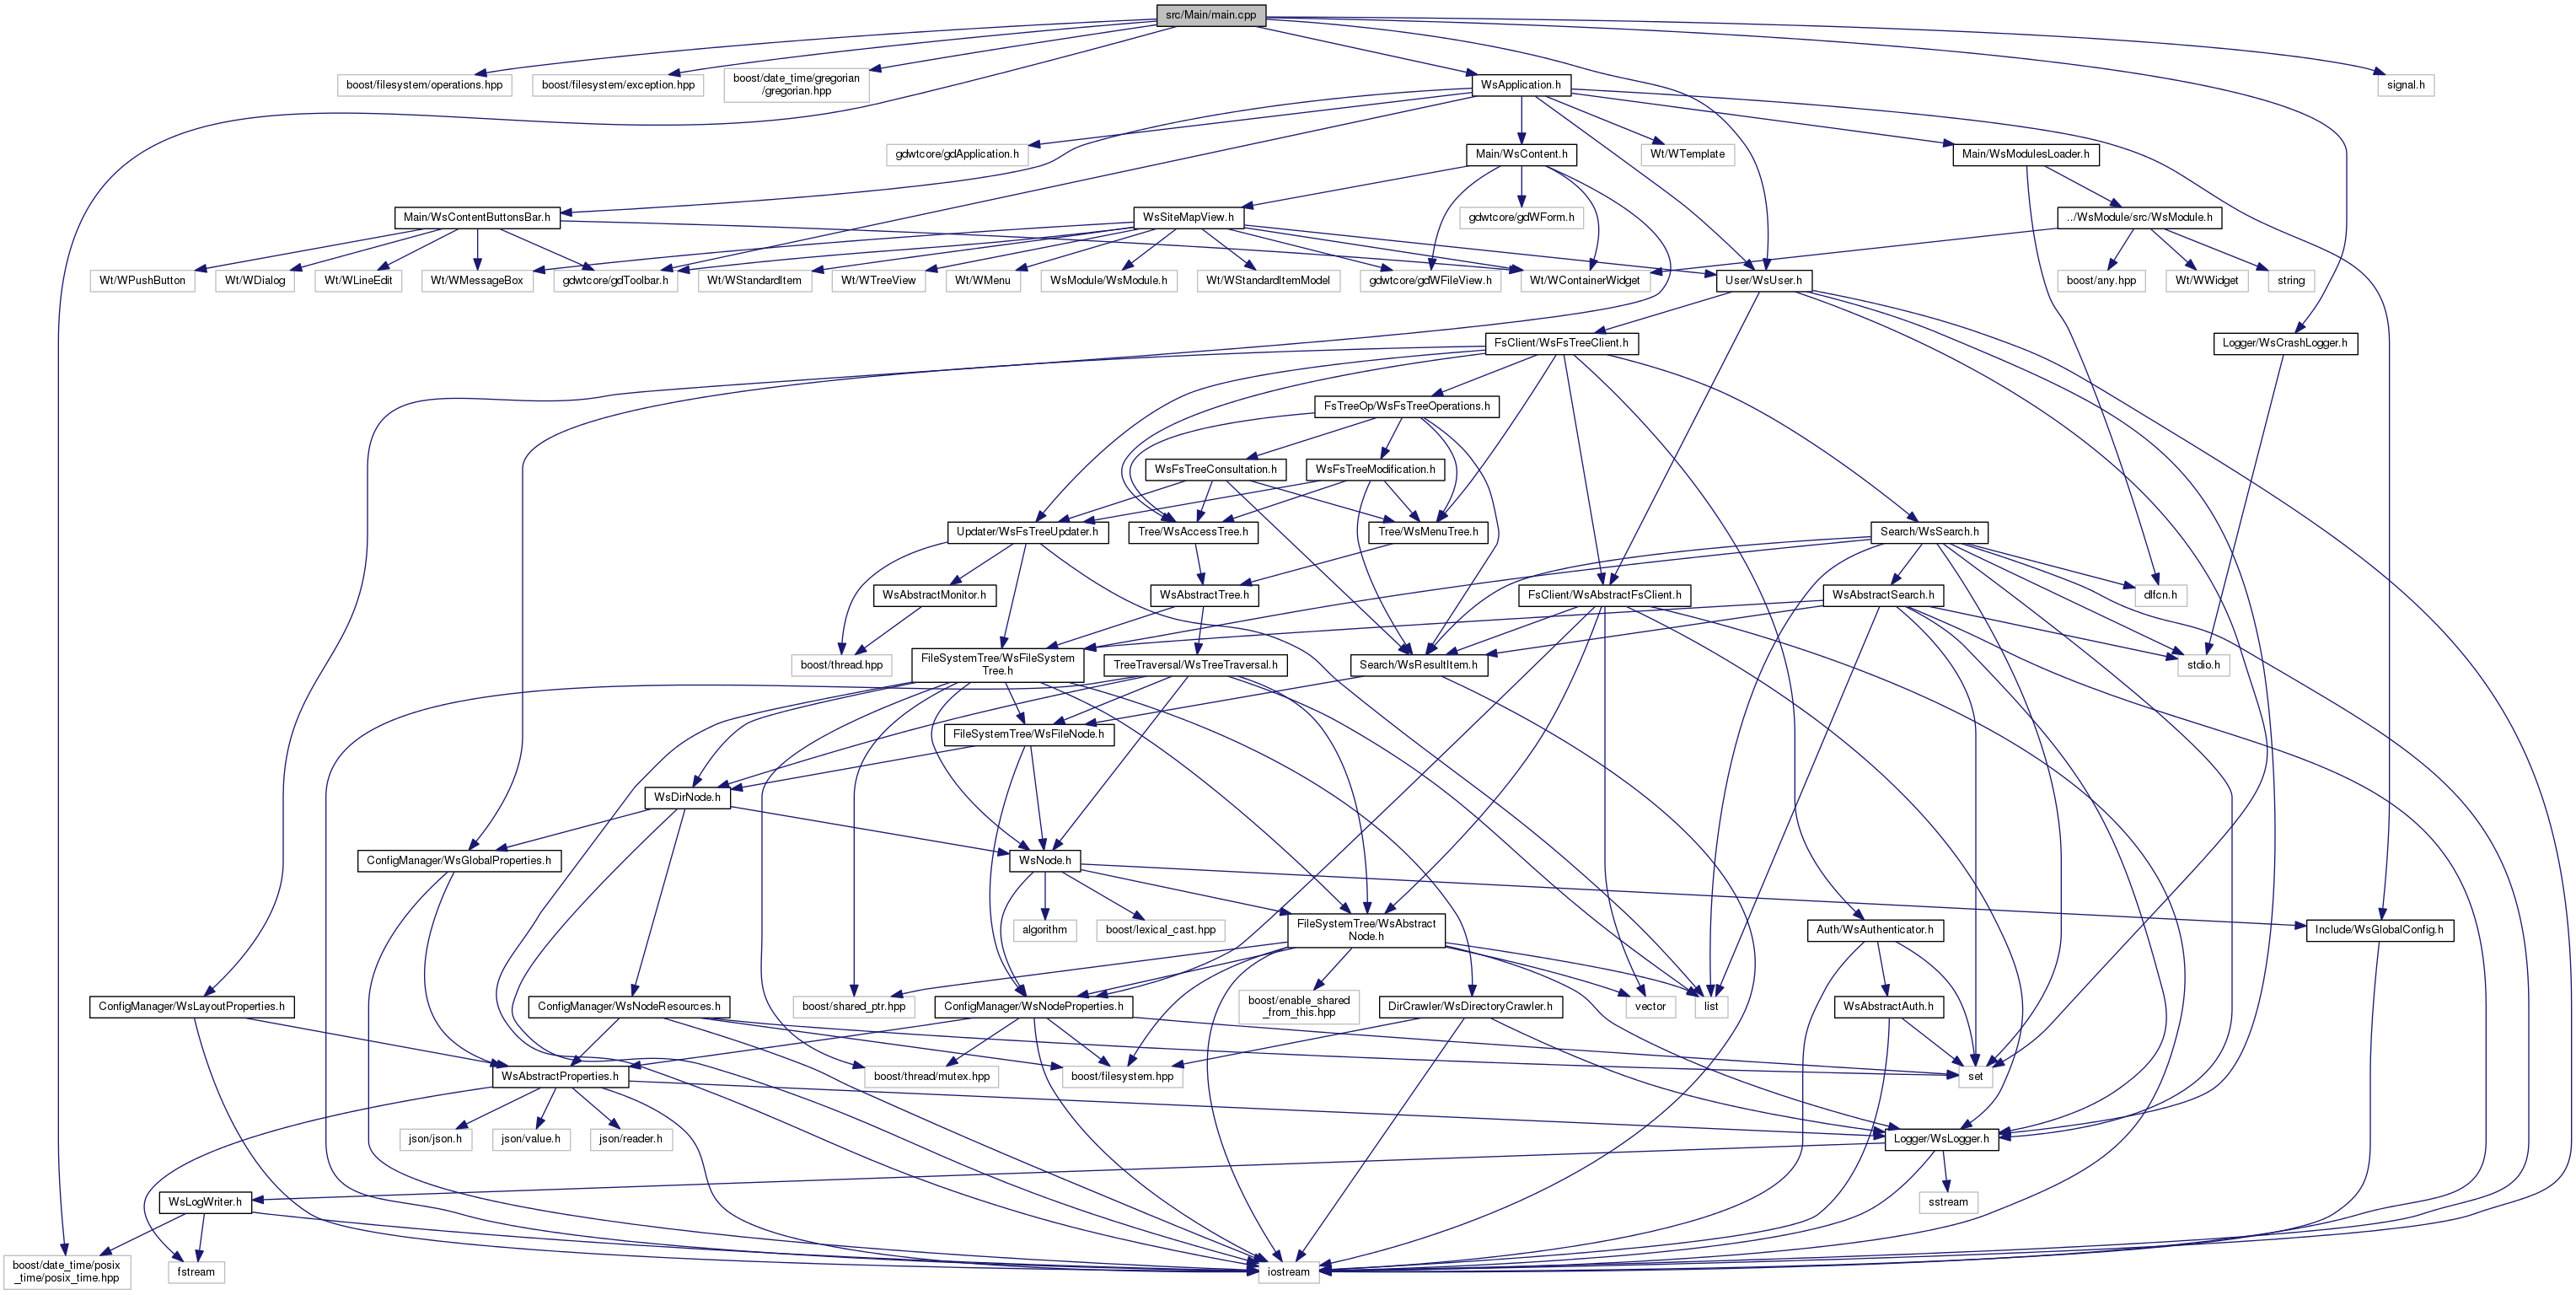 src/Main/main.cpp
boost/filesystem/operations.hpp
boost/filesystem/exception.hpp
boost/date_time/gregorian
/gregorian.hpp
WsApplication.h
signal.h
gdwtcore/gdApplication.h
Main/WsContent.h
Wt/WTemplate
Main/WsModulesLoader.h
Main/WsContentButtonsBar.h
WsSiteMapView.h
gdwtcore/gdWForm.h
../WsModule/src/WsModule.h
Wt/WPushButton
Wt/WDialog
Wt/WLineEdit
Wt/WMessageBox
gdwtcore/gdToolbar.h
Wt/WStandardItem
Wt/WTreeView
Wt/WMenu
WsModule/WsModule.h
Wt/WStandardItemModel
gdwtcore/gdWFileView.h
Wt/WContainerWidget
User/WsUser.h
boost/any.hpp
Wt/WWidget
string
FsClient/WsFsTreeClient.h
Logger/WsCrashLogger.h
FsTreeOp/WsFsTreeOperations.h
WsFsTreeConsultation.h
WsFsTreeModification.h
Updater/WsFsTreeUpdater.h
Tree/WsAccessTree.h
Tree/WsMenuTree.h
Search/WsSearch.h
WsAbstractMonitor.h
WsAbstractTree.h
FsClient/WsAbstractFsClient.h
WsAbstractSearch.h
dlfcn.h
boost/thread.hpp
FileSystemTree/WsFileSystem
Tree.h
TreeTraversal/WsTreeTraversal.h
Search/WsResultItem.h
stdio.h
FileSystemTree/WsFileNode.h
WsDirNode.h
ConfigManager/WsGlobalProperties.h
WsNode.h
algorithm
boost/lexical_cast.hpp
FileSystemTree/WsAbstract
Node.h
Auth/WsAuthenticator.h
Include/WsGlobalConfig.h
ConfigManager/WsLayoutProperties.h
ConfigManager/WsNodeResources.h
boost/shared_ptr.hpp
ConfigManager/WsNodeProperties.h
boost/enable_shared
_from_this.hpp
DirCrawler/WsDirectoryCrawler.h
vector
list
WsAbstractAuth.h
WsAbstractProperties.h
boost/thread/mutex.hpp
boost/filesystem.hpp
set
json/json.h
json/value.h
json/reader.h
Logger/WsLogger.h
WsLogWriter.h
sstream
boost/date_time/posix
_time/posix_time.hpp
fstream
iostream